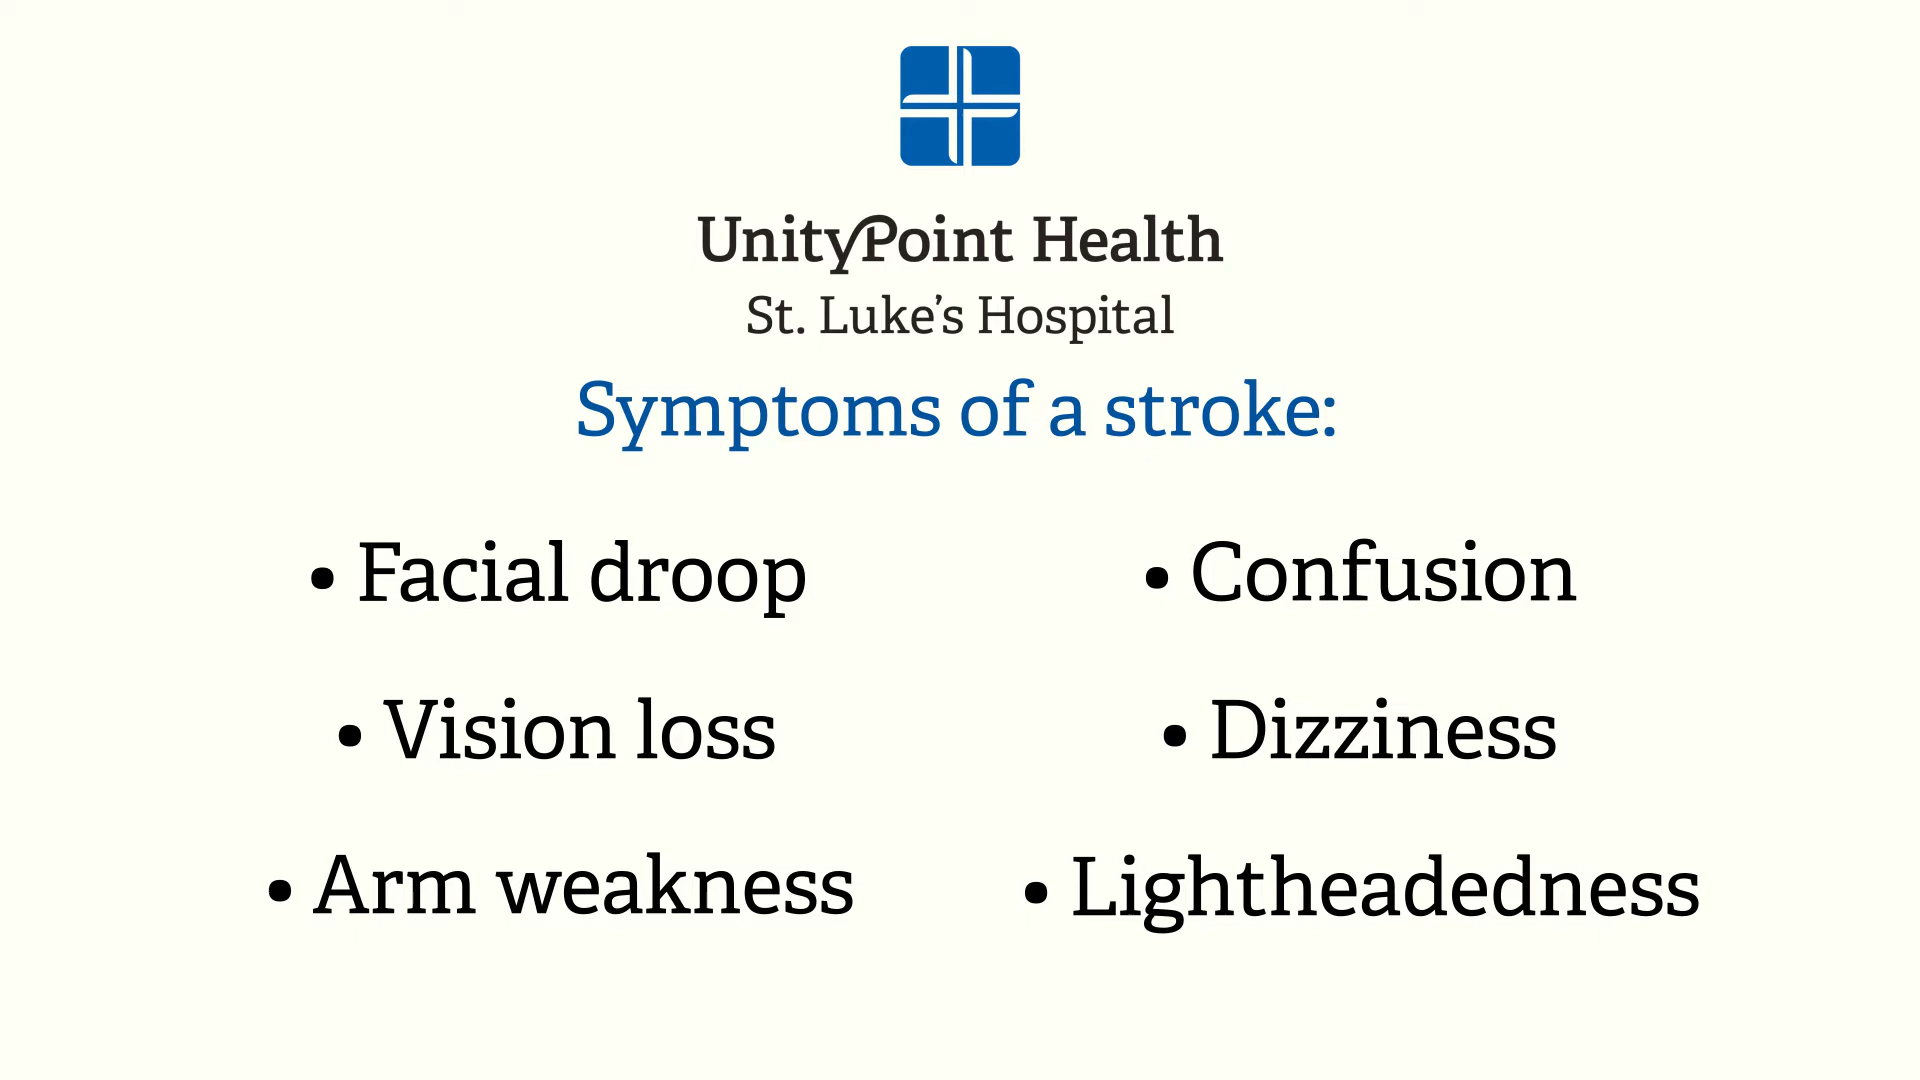 UnityPoint Health
St. Luke’s Hospital
Symptoms of a stroke:
• Facial droop
• Vision loss
• Arm weakness
• Confusion
• Dizziness
• Lightheadedness